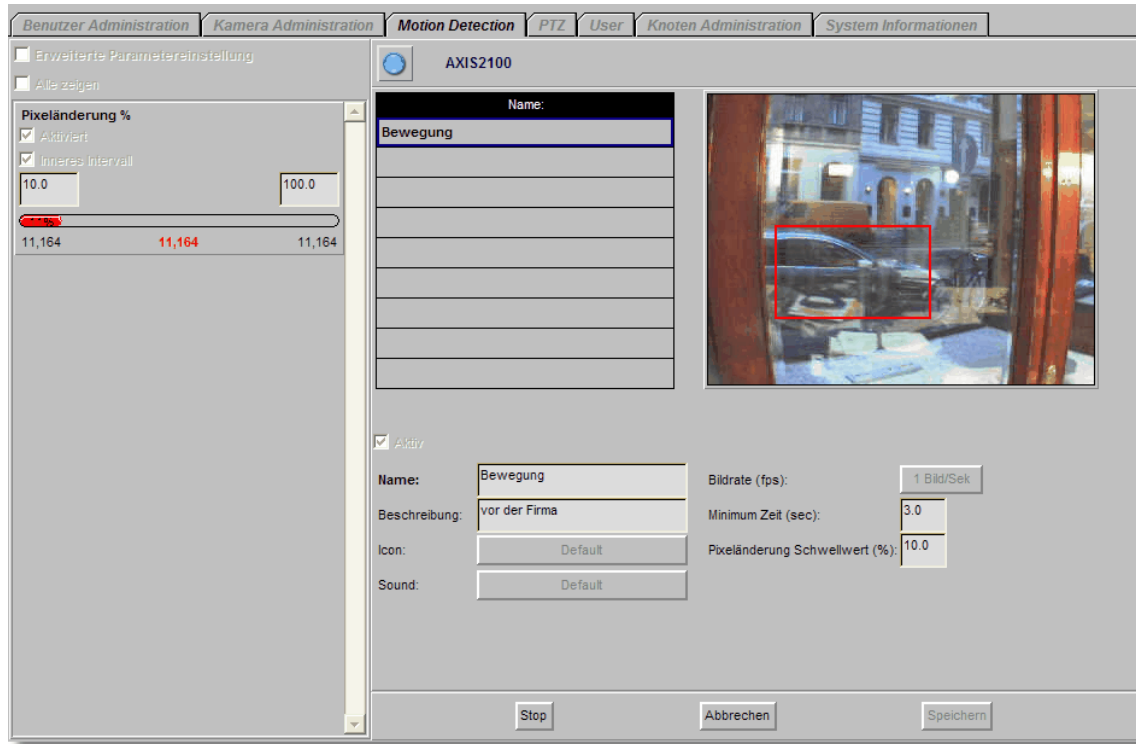 Benutzer Administration Kamera Administration Motion Detection PTZ User Knoten Administration System Informationen
Erweiterte Parametereinstellung
Alle zeigen
Pixeländerung %
Aktiviert
Inneres Intervall
10.0 100.0
%
11,164 11,164 11,164
AXIS2100
Name:
Bewegung
Aktiv
Name: Bewegung
Beschreibung: vor der Firma
Icon: Default
Sound: Default
Bildrate (fps): 1 Bild/Sek
Minimum Zeit (sec): 3.0
Pixeländerung Schwellwert (%): 10.0
Stop Abbrechen Speichern